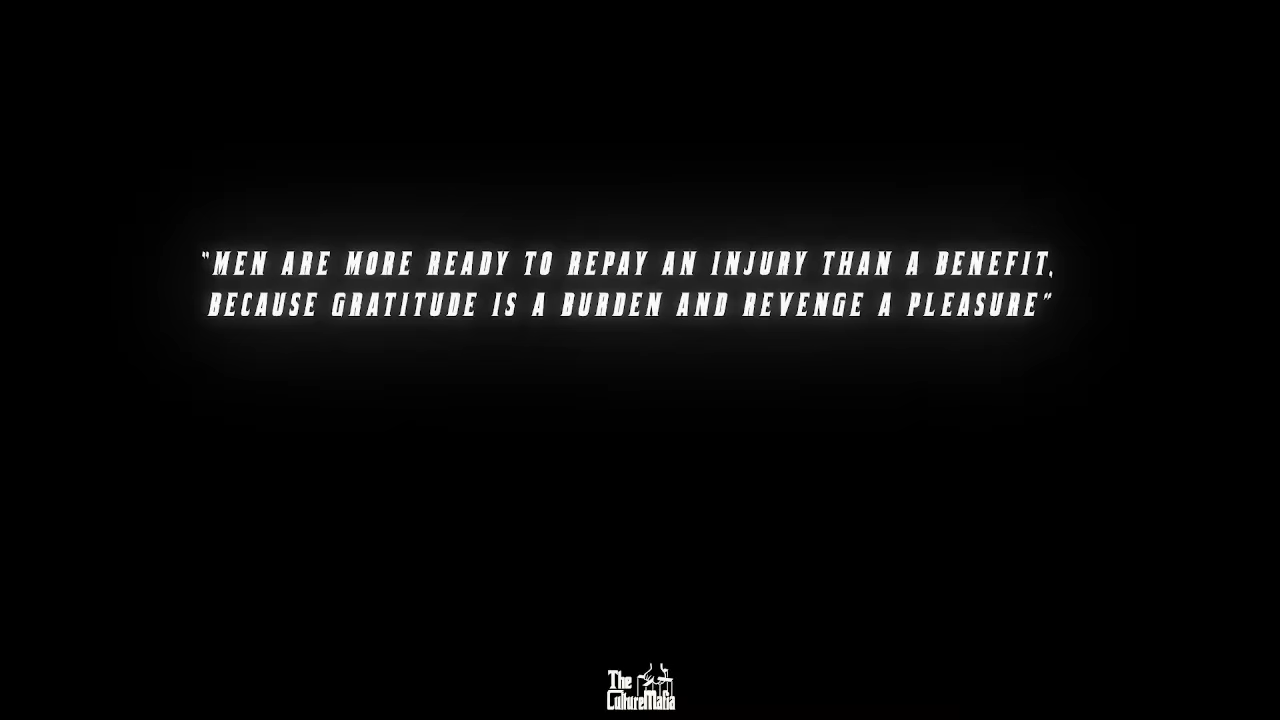 "MEN ARE MORE READY TO REPAY AN INJURY THAN A BENEFIT,
BECAUSE GRATITUDE IS A BURDEN AND REVENGE A PLEASURE"
The
CultureMafia